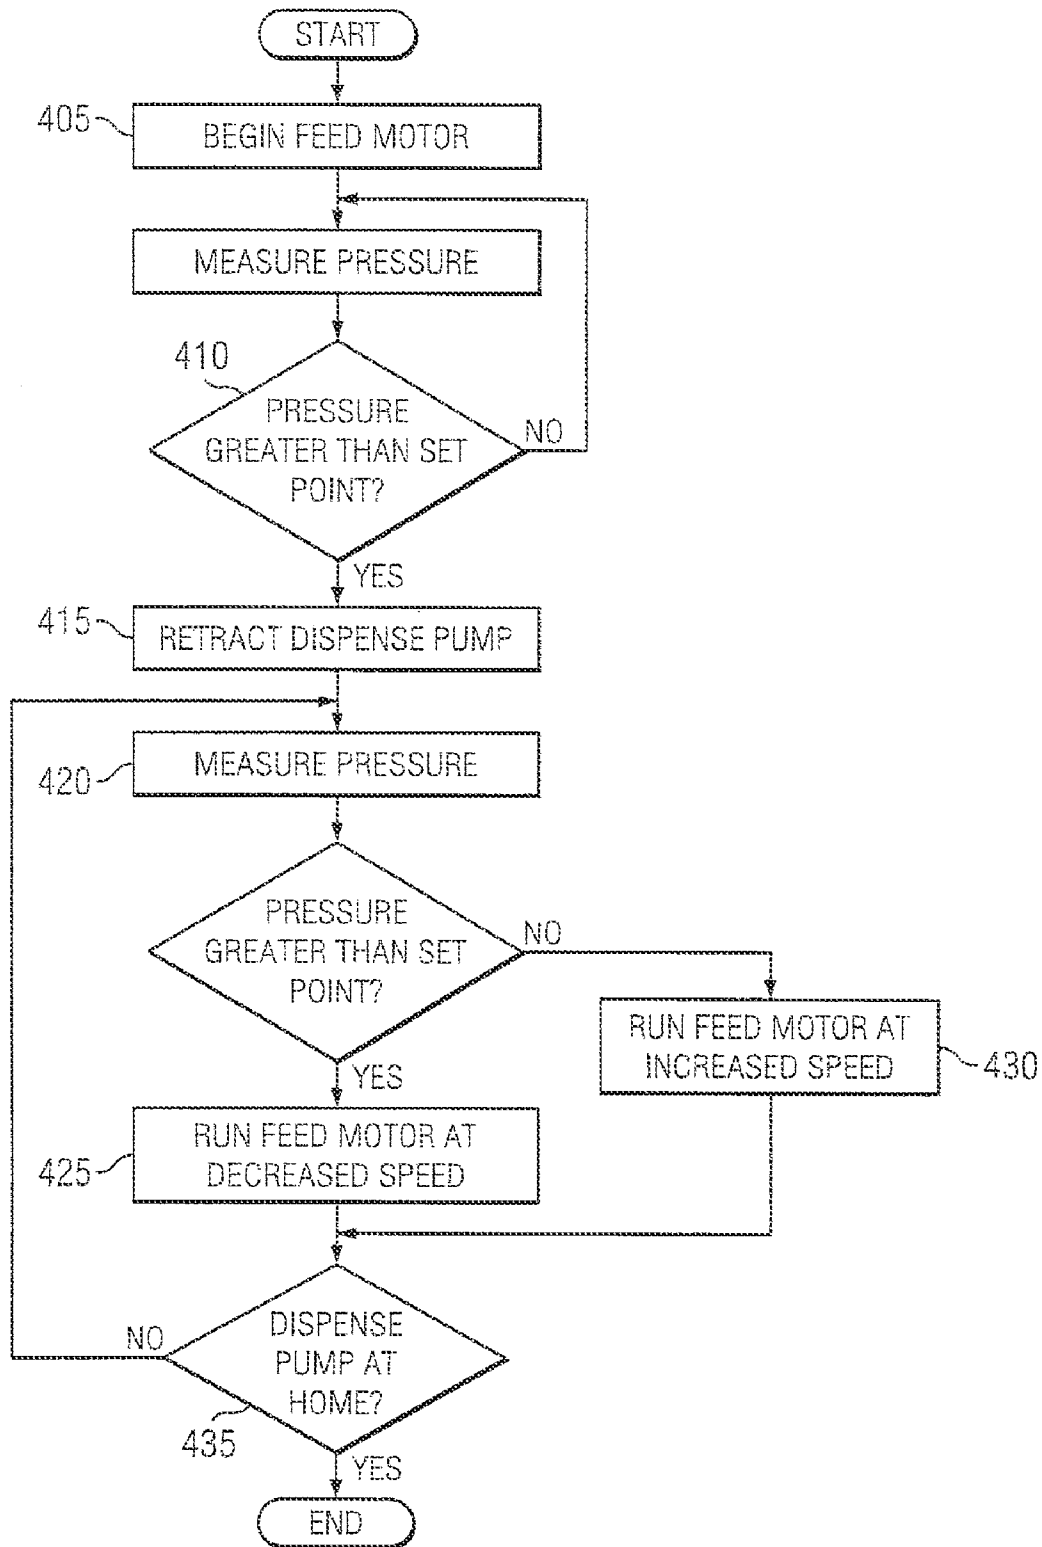 START
405
BEGIN FEED MOTOR
MEASURE PRESSURE
410
PRESSURE
GREATER THAN SET
POINT?
NO
YES
415
RETRACT DISPENSE PUMP
420
MEASURE PRESSURE
PRESSURE
GREATER THAN SET
POINT?
NO
YES
RUN FEED MOTOR AT
INCREASED SPEED
430
425
RUN FEED MOTOR AT
DECREASED SPEED
DISPENSE
PUMP AT
HOME?
NO
435
YES
END